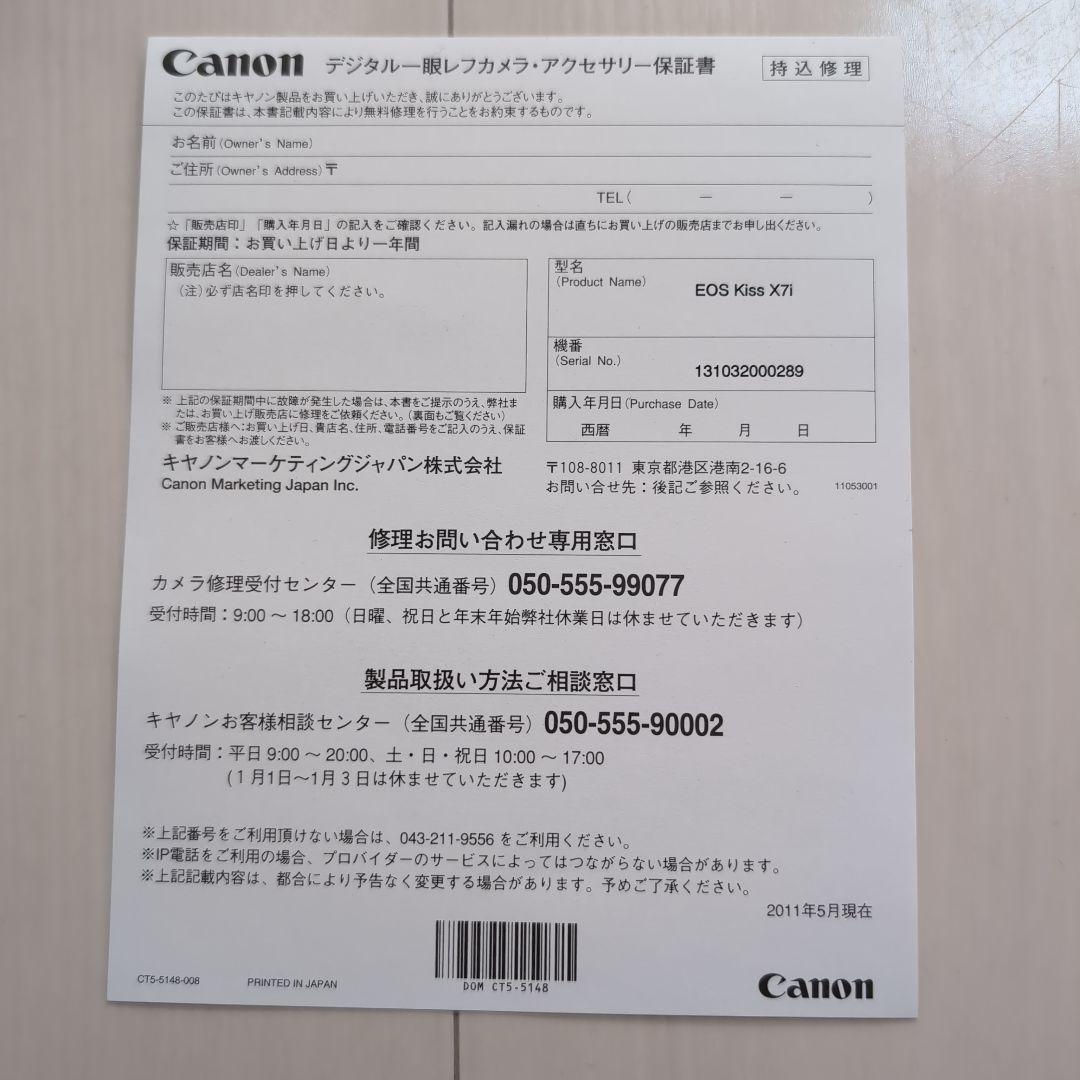 Canon デジタル一眼レフカメラ・アクセサリー保証書 持込修理
このたびはキヤノン製品をお買い上げいただき、誠にありがとうございます。
この保証書は、本書記載内容により無料修理を行うことをお約束するものです。
お名前(Owner's Name)
ご住所(Owner's Address)〒
TEL( ー ー )
☆「販売店印」「購入年月日」の記入をご確認ください。記入漏れの場合は直ちにお買い上げの販売店までお申し出ください。
保証期間：お買い上げ日より一年間
販売店名(Dealer's Name)
(注)必ず店名印を押してください。
型名
(Product Name)
EOS Kiss X7i
機番
(Serial No.)
131032000289
購入年月日(Purchase Date)
西暦 年 月 日
※ 上記の保証期間中に故障が発生した場合は、本書をご提示のうえ、弊社ま
たは、お買い上げ販売店に修理をご依頼ください。(裏面もご覧ください)
※ ご販売店様へ:お買い上げ日、貴店名、住所、電話番号をご記入のうえ、保証
書をお客様へお渡しください。
キヤノンマーケティングジャパン株式会社
Canon Marketing Japan Inc.
〒108-8011 東京都港区港南2-16-6
お問い合せ先：後記ご参照ください。 11053001
修理お問い合わせ専用窓口
カメラ修理受付センター（全国共通番号）050-555-99077
受付時間：9:00 ～ 18:00（日曜、祝日と年末年始弊社休業日は休ませていただきます）
製品取扱い方法ご相談窓口
キヤノンお客様相談センター（全国共通番号）050-555-90002
受付時間：平日 9:00 ～ 20:00、土・日・祝日 10:00 ～ 17:00
(１月1日～1月３日は休ませていただきます)
※上記番号をご利用頂けない場合は、043-211-9556 をご利用ください。
※IP電話をご利用の場合、プロバイダーのサービスによってはつながらない場合があります。
※上記記載内容は、都合により予告なく変更する場合があります。予めご了承ください。
2011年5月現在
DOM CT5-5148
CT5-5148-008 PRINTED IN JAPAN
Canon